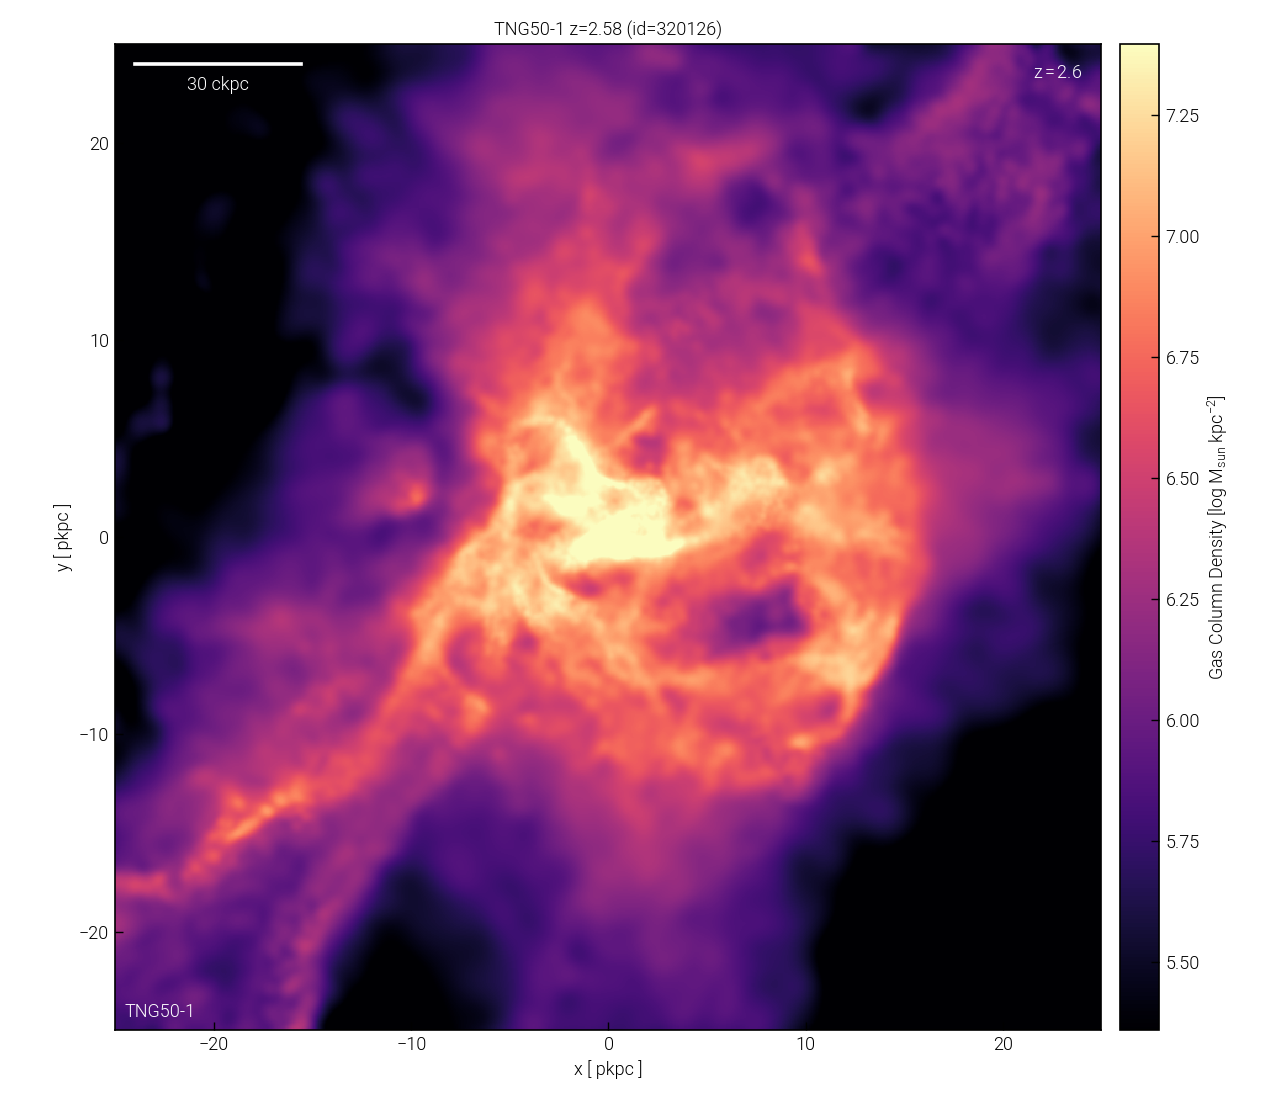 TNG50-1 z=2.58 (id=320126)
30 ckpc
z = 2.6
TNG50-1
20
10
0
−10
−20
y [ pkpc ]
−20
−10
0
10
20
x [ pkpc ]
7.25
7.00
6.75
6.50
6.25
6.00
5.75
5.50
Gas Column Density [log M_sun kpc^−2]